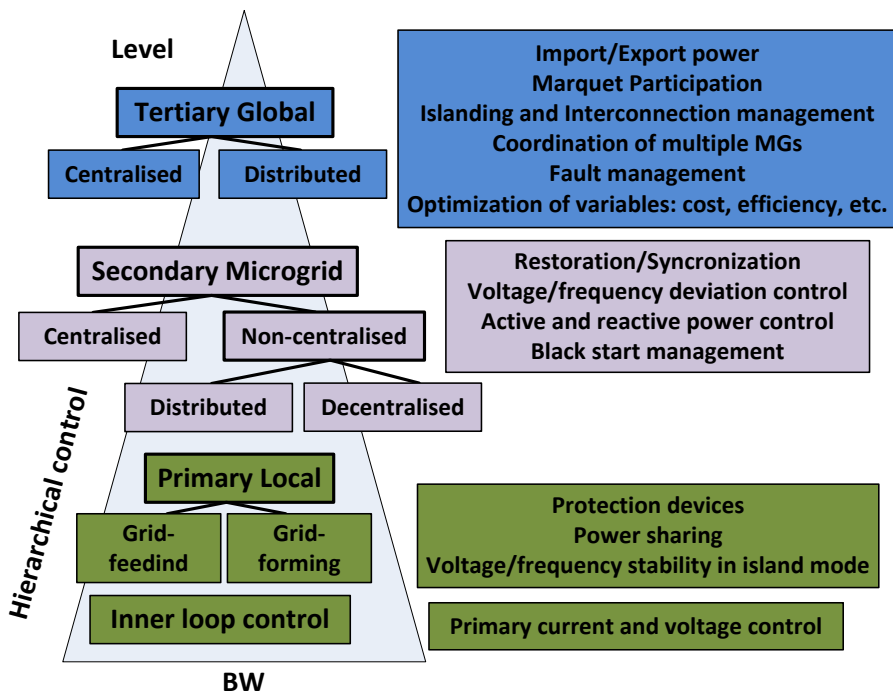 Level
Tertiary Global
Centralised
Distributed
Import/Export power
Marquet Participation
Islanding and Interconnection management
Coordination of multiple MGs
Fault management
Optimization of variables: cost, efficiency, etc.
Secondary Microgrid
Centralised
Non-centralised
Distributed
Decentralised
Restoration/Syncronization
Voltage/frequency deviation control
Active and reactive power control
Black start management
Hierarchical control
Primary Local
Grid-
feedind
Grid-
forming
Protection devices
Power sharing
Voltage/frequency stability in island mode
Inner loop control
Primary current and voltage control
BW